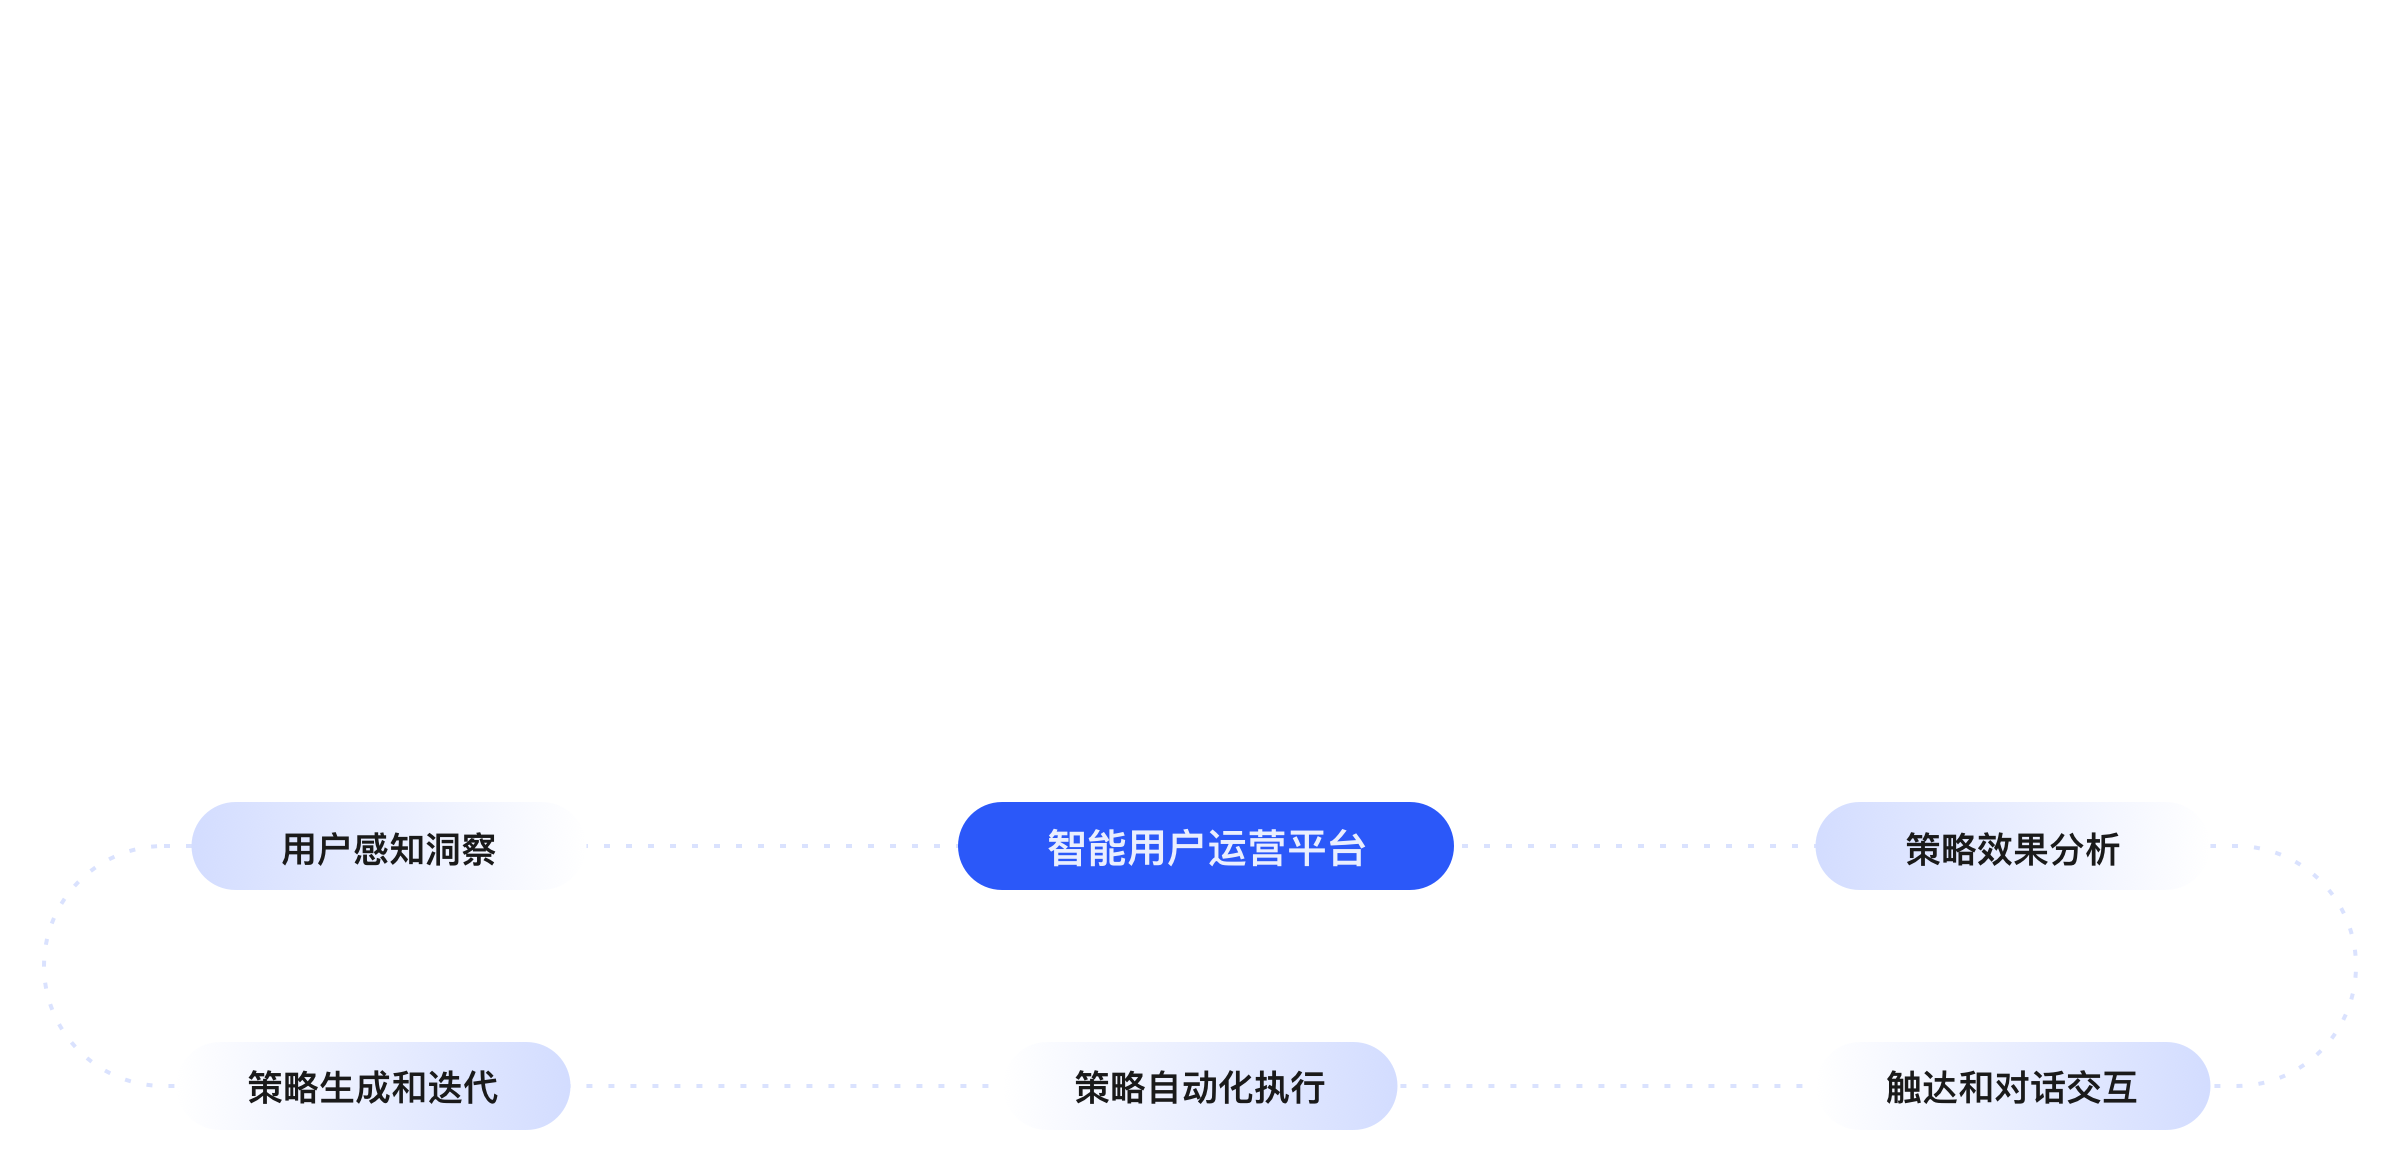 用户感知洞察
智能用户运营平台
策略效果分析
策略生成和迭代
策略自动化执行
触达和对话交互